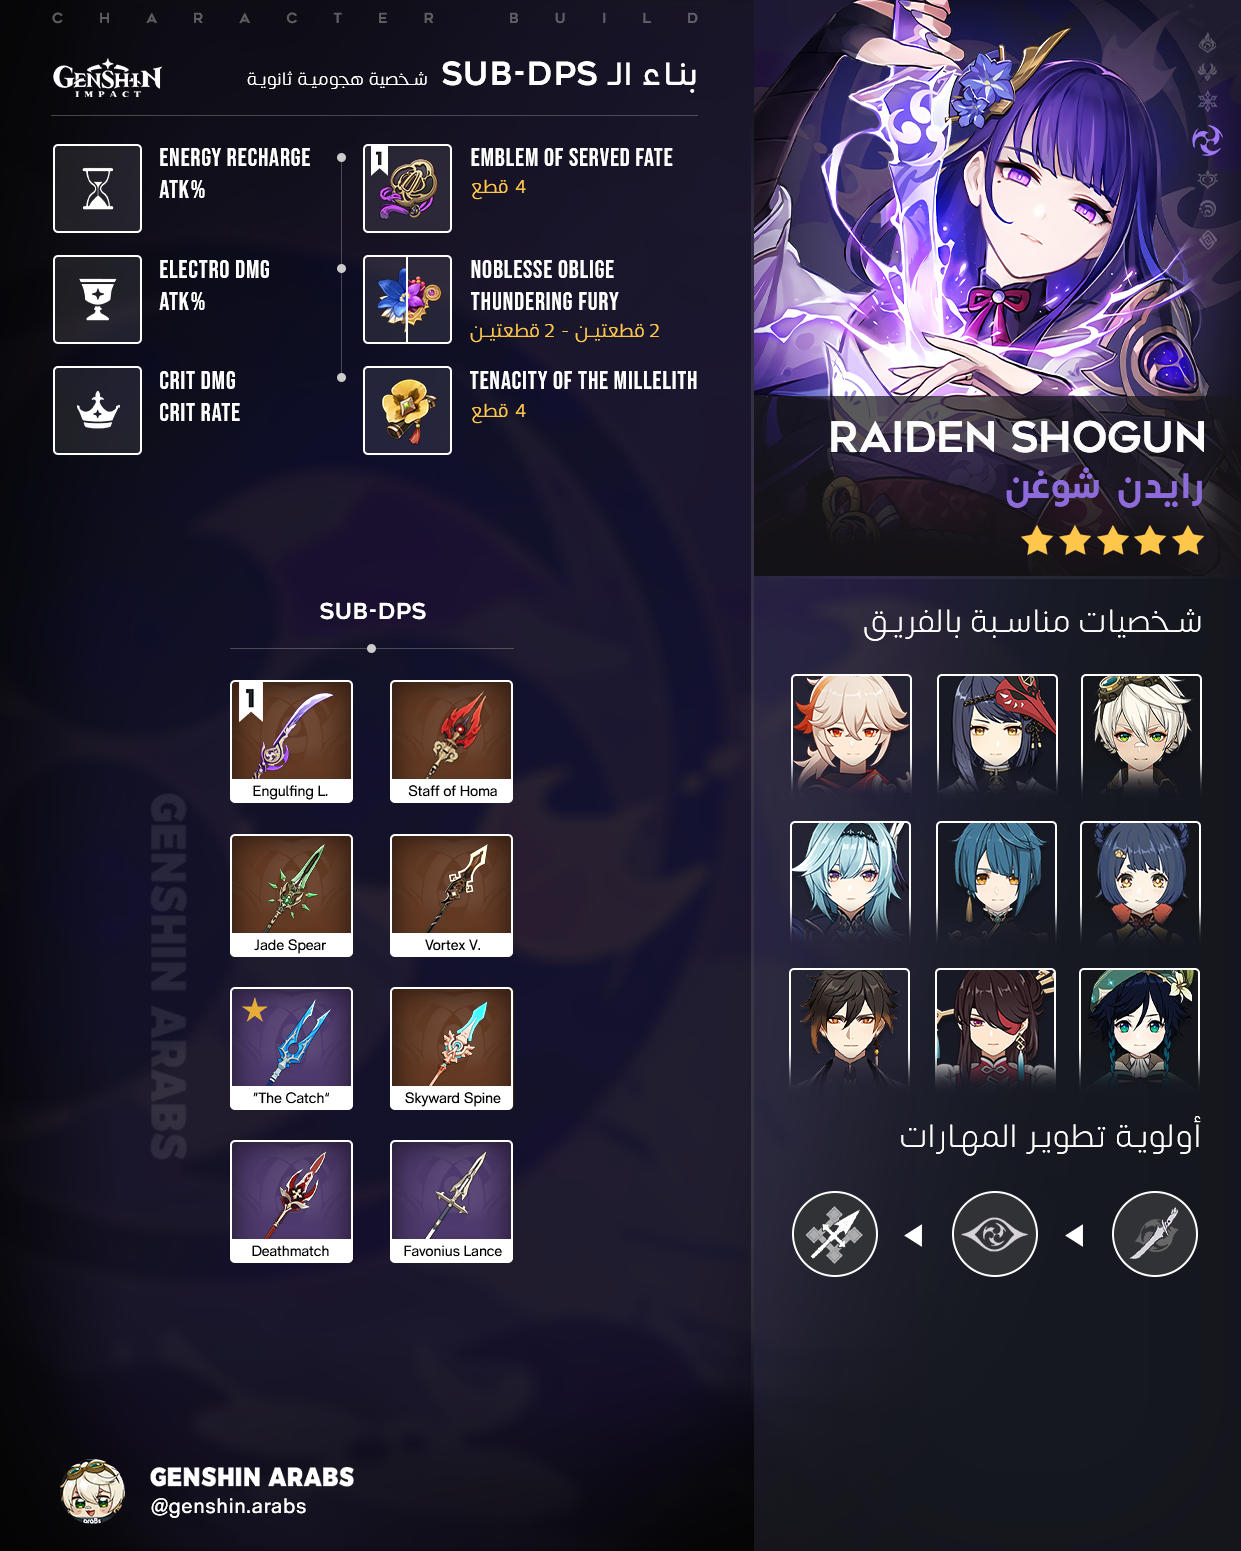 CHARACTER BUILD
GENSHIN
IMPACT
بناء الـ SUB-DPS شخصية هجومية ثانوية
ENERGY RECHARGE
ATK%
1
EMBLEM OF SERVED FATE
4 قطع
ELECTRO DMG
ATK%
NOBLESSE OBLIGE
THUNDERING FURY
2 قطعتين - 2 قطعتين
CRIT DMG
CRIT RATE
TENACITY OF THE MILLELITH
4 قطع
RAIDEN SHOGUN
رايدن شوغن
SUB-DPS
1
Engulfing L.
Staff of Homa
Jade Spear
Vortex V.
"The Catch"
Skyward Spine
Deathmatch
Favonius Lance
GENSHIN ARABS
شخصيات مناسبة بالفريق
أولوية تطوير المهارات
GENSHIN ARABS
@genshin.arabs
arabs